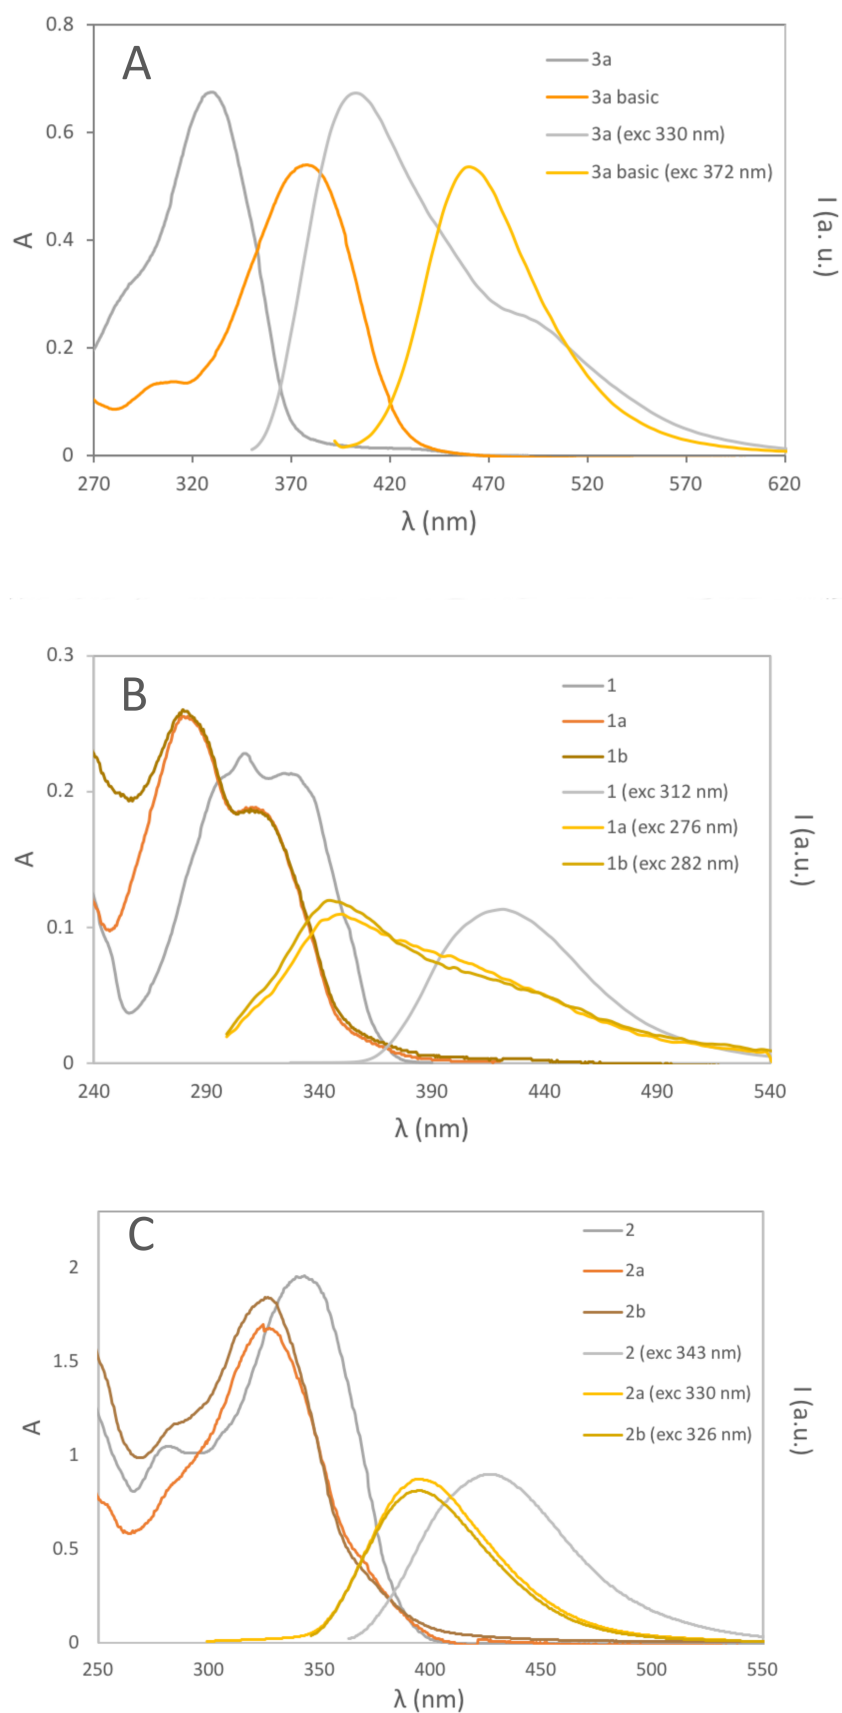 A
0.8
0.6
0.4
0.2
0
A
I (a. u.)
3a
3a basic
3a (exc 330 nm)
3a basic (exc 372 nm)
270 320 370 420 470 520 570 620
λ (nm)
B
0.3
0.2
0.1
0
A
I (a.u.)
1
1a
1b
1 (exc 312 nm)
1a (exc 276 nm)
1b (exc 282 nm)
240 290 340 390 440 490 540
λ (nm)
C
2
1.5
1
0.5
0
A
I (a.u.)
2
2a
2b
2 (exc 343 nm)
2a (exc 330 nm)
2b (exc 326 nm)
250 300 350 400 450 500 550
λ (nm)